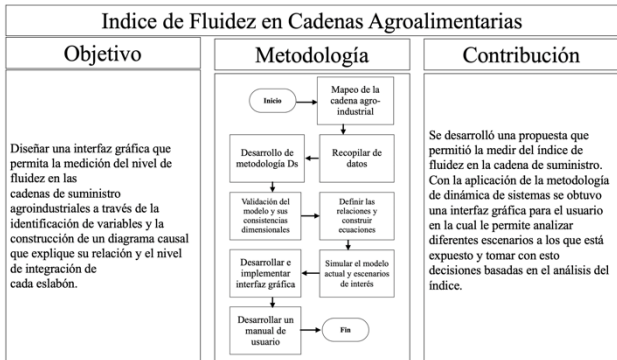 Indice de Fluidez en Cadenas Agroalimentarias
Objetivo
Diseñar una interfaz gráfica que
permita la medición del nivel de
fluidez en las
cadenas de suministro
agroindustriales a través de la
identificación de variables y la
construcción de un diagrama causal
que explique su relación y el nivel
de integración de
cada eslabón.
Metodología
Inicio
Mapeo de la
cadena agro-
industrial
Desarrollo de
metodología Ds
Recopilar de
datos
Validación del
modelo y sus
consistencias
dimensionales
Definir las
relaciones y
construir
ecuaciones
Desarrollar e
implementar
interfaz gráfica
Simular el modelo
actual y escenarios
de interés
Desarrollar un
manual de
usuario
Fin
Contribución
Se desarrolló una propuesta que
permitió la medir del índice de
fluidez en la cadena de suministro.
Con la aplicación de la metodología
de dinámica de sistemas se obtuvo
una interfaz gráfica para el usuario
en la cual le permite analizar
diferentes escenarios a los que está
expuesto y tomar con esto
decisiones basadas en el análisis del
índice.